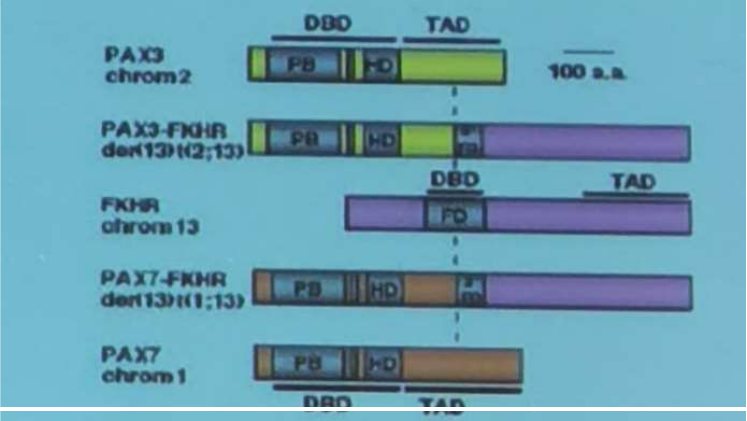 DBD TAD
PAX3
chrom 2
PB HD
100 a.a.
PAX3-FKHR
der(13)t(2;13)
PB HD
DBD TAD
FKHR
chrom 13
FD
PAX7-FKHR
der(13)t(1;13)
PB HD
PAX7
chrom 1
PB HD
DBD TAD